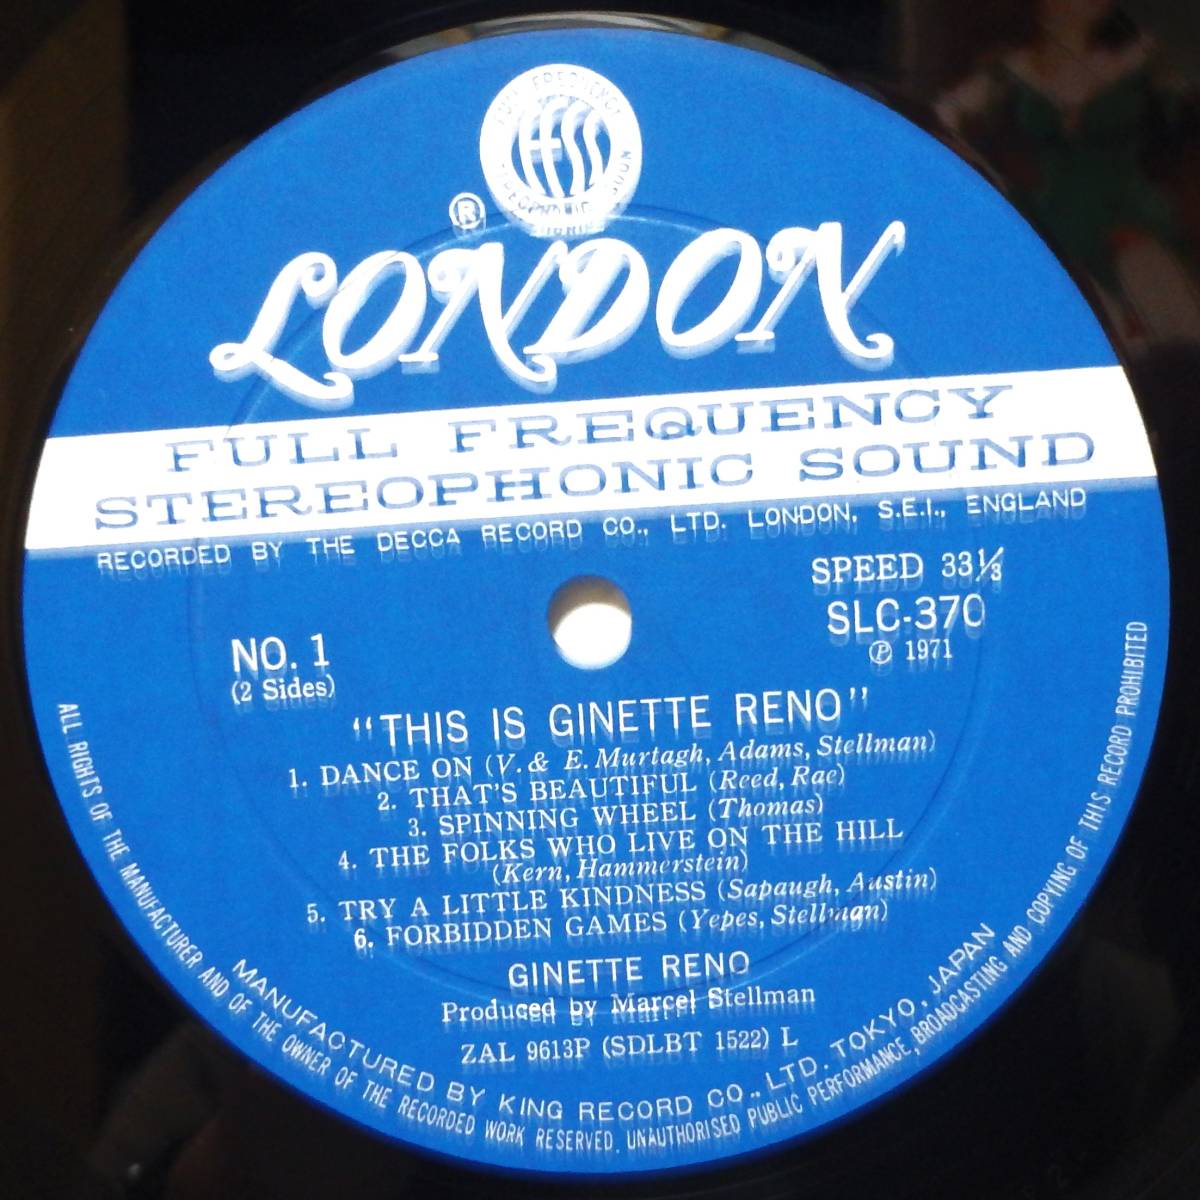 FULL FREQUENCY
ffss
STEREOPHONIC SOUND
®
LONDON
FULL FREQUENCY
STEREOPHONIC SOUND
RECORDED BY THE DECCA RECORD CO., LTD. LONDON, S.E.I., ENGLAND
SPEED 33⅓
SLC-370
℗ 1971
NO. 1
(2 Sides)
"THIS IS GINETTE RENO"
1. DANCE ON (V. & E. Murtagh, Adams, Stellman)
2. THAT'S BEAUTIFUL (Reed, Rae)
3. SPINNING WHEEL (Thomas)
4. THE FOLKS WHO LIVE ON THE HILL
(Kern, Hammerstein)
5. TRY A LITTLE KINDNESS (Sapaugh, Austin)
6. FORBIDDEN GAMES (Yepes, Stellman)
GINETTE RENO
Produced by Marcel Stellman
ZAL 9613P (SDLBT 1522) L
MANUFACTURED BY KING RECORD CO., LTD. TOKYO, JAPAN
ALL RIGHTS OF THE MANUFACTURER AND OF THE OWNER OF THE RECORDED WORK RESERVED. UNAUTHORISED PUBLIC PERFORMANCE, BROADCASTING AND COPYING OF THIS RECORD PROHIBITED